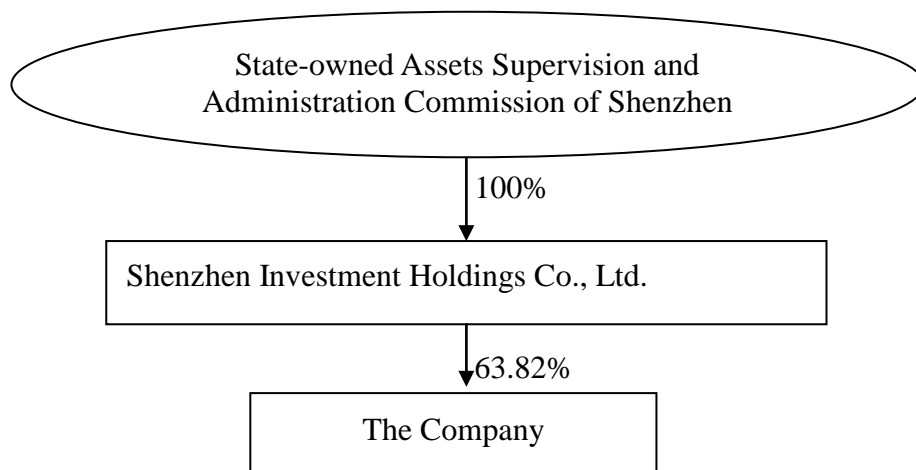 State-owned Assets Supervision and
Administration Commission of Shenzhen
100%
Shenzhen Investment Holdings Co., Ltd.
63.82%
The Company